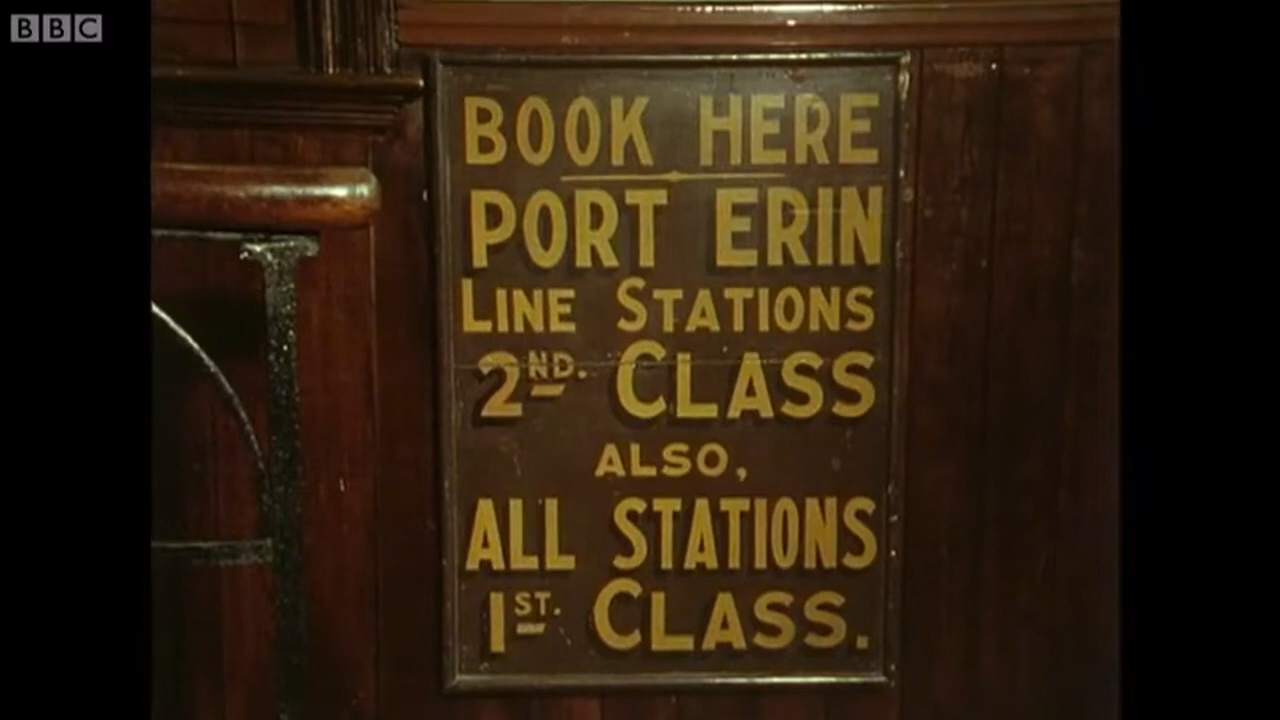 BBC
BOOK HERE
PORT ERIN
LINE STATIONS
2ND. CLASS
ALSO,
ALL STATIONS
1ST. CLASS.